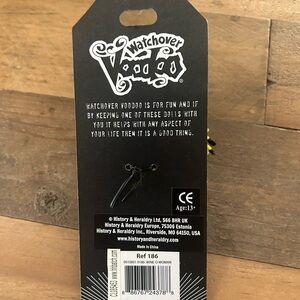 Watchover
Voodoo
WATCHOVER VOODOO IS FOR FUN AND IF
BY KEEPING ONE OF THESE DOLLS WITH
YOU IT HELPS WITH ANY ASPECT OF
YOUR LIFE THEN IT IS A GOOD THING.
CE
Age:13+
© History & Heraldry Ltd, S66 8HR UK
History & Heraldry Europe, 75306 Estonia
History & Heraldry Inc., Riverside, MO 64150, USA
www.historyandheraldry.com
Made in China
Ref 186
8 86767 24378